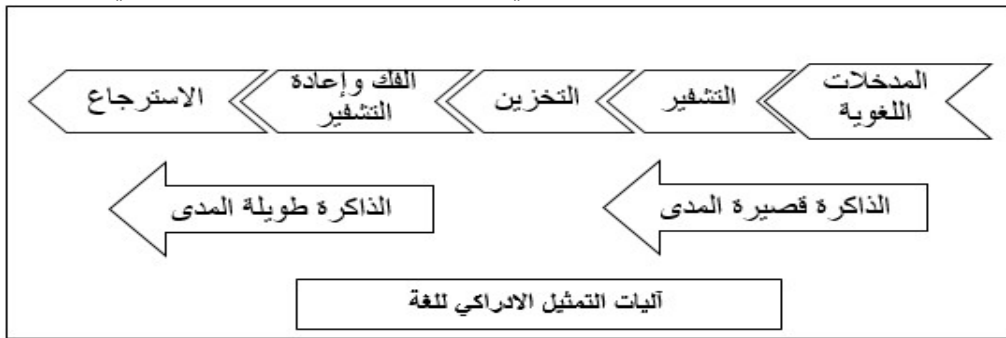 المدخلات
اللغوية
التشفير
التخزين
الفك وإعادة
التشفير
الاسترجاع
الذاكرة قصيرة المدى
الذاكرة طويلة المدى
آليات التمثيل الادراكي للغة